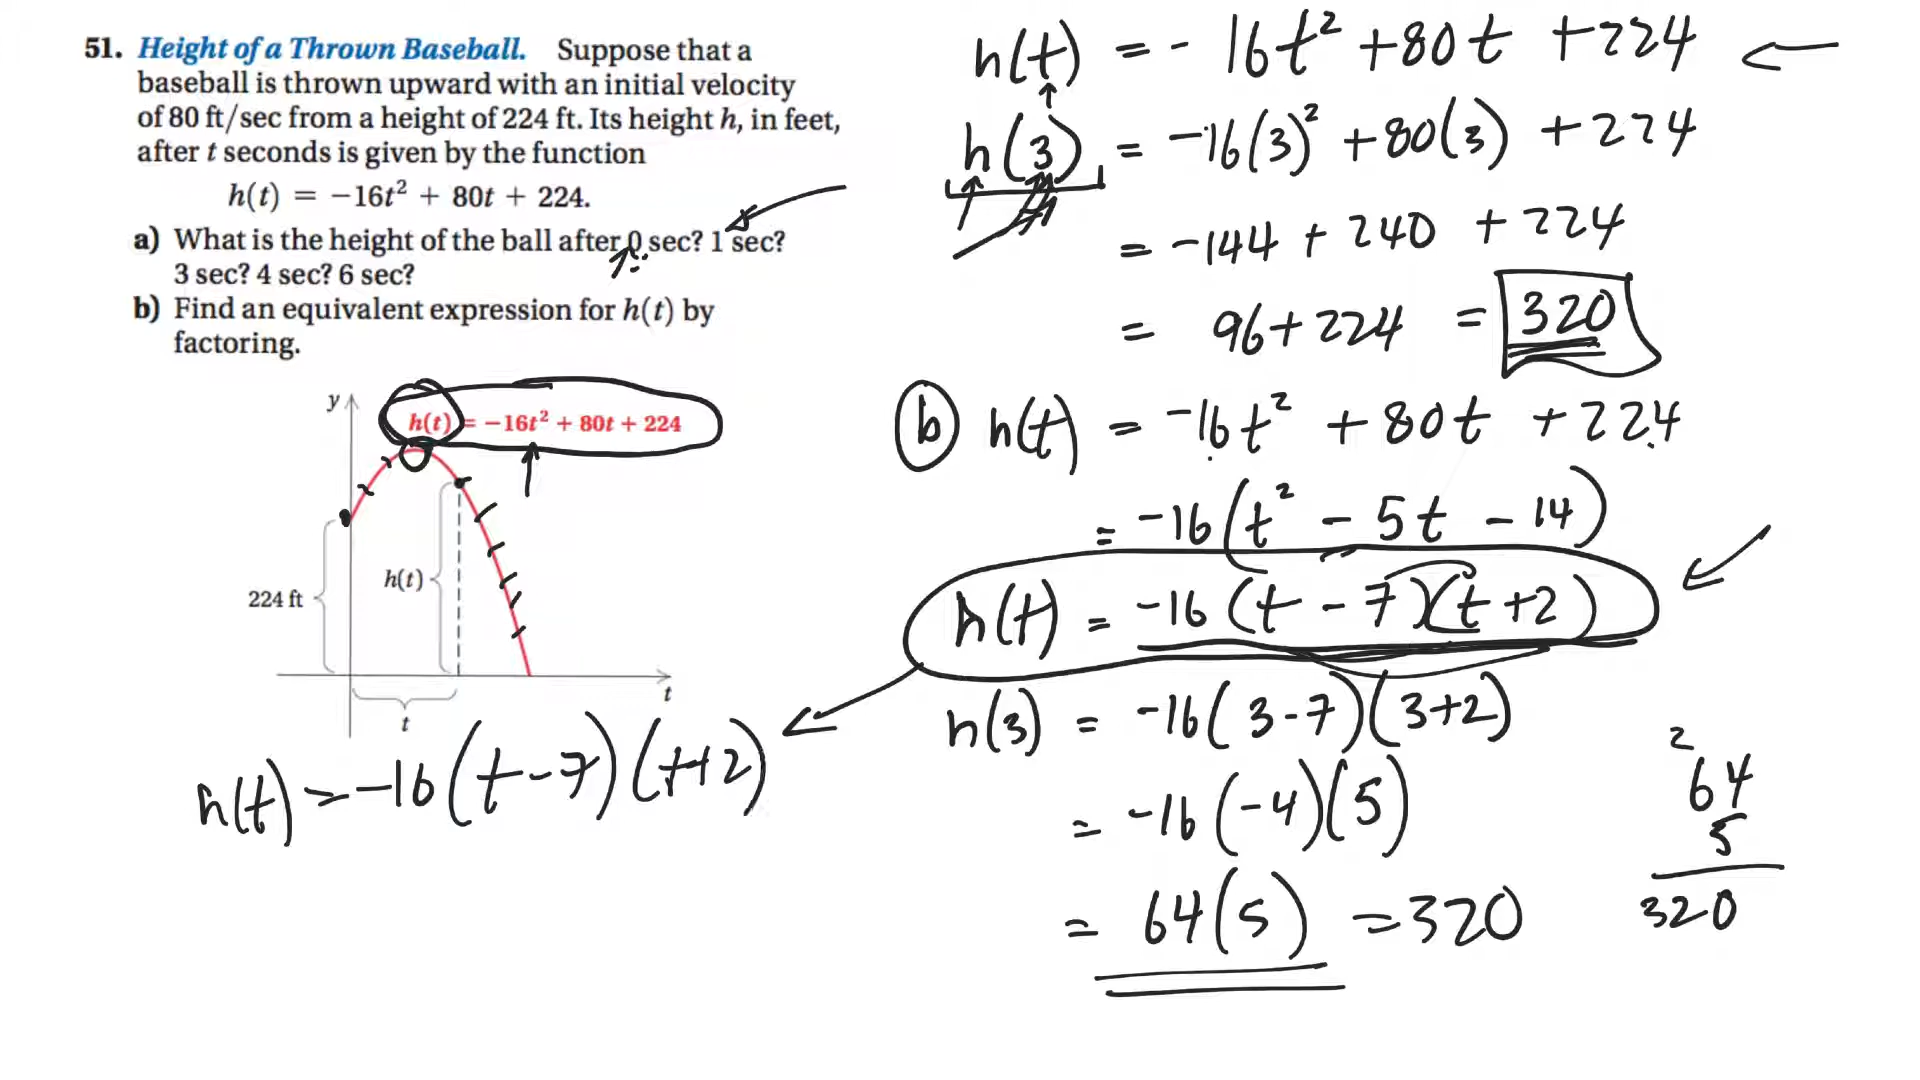 51. Height of a Thrown Baseball. Suppose that a
baseball is thrown upward with an initial velocity
of 80 ft/sec from a height of 224 ft. Its height h, in feet,
after t seconds is given by the function
h(t) = −16t² + 80t + 224.
a) What is the height of the ball after 0 sec? 1 sec?
3 sec? 4 sec? 6 sec?
b) Find an equivalent expression for h(t) by
factoring.
y
h(t) = −16t² + 80t + 224
h(t)
224 ft
t
t
h(t) = -16(t-7)(t+2)
h(t) = -16t² +80t +224
h(3) = -16(3)² +80(3) +224
= -144 + 240 + 224
= 96+224 = 320
b h(t) = -16t² +80t +224
= -16(t² - 5t - 14)
h(t) = -16(t-7)(t+2)
h(3) = -16(3-7)(3+2)
= -16(-4)(5)
= 64(5) =320
2
64
5
320